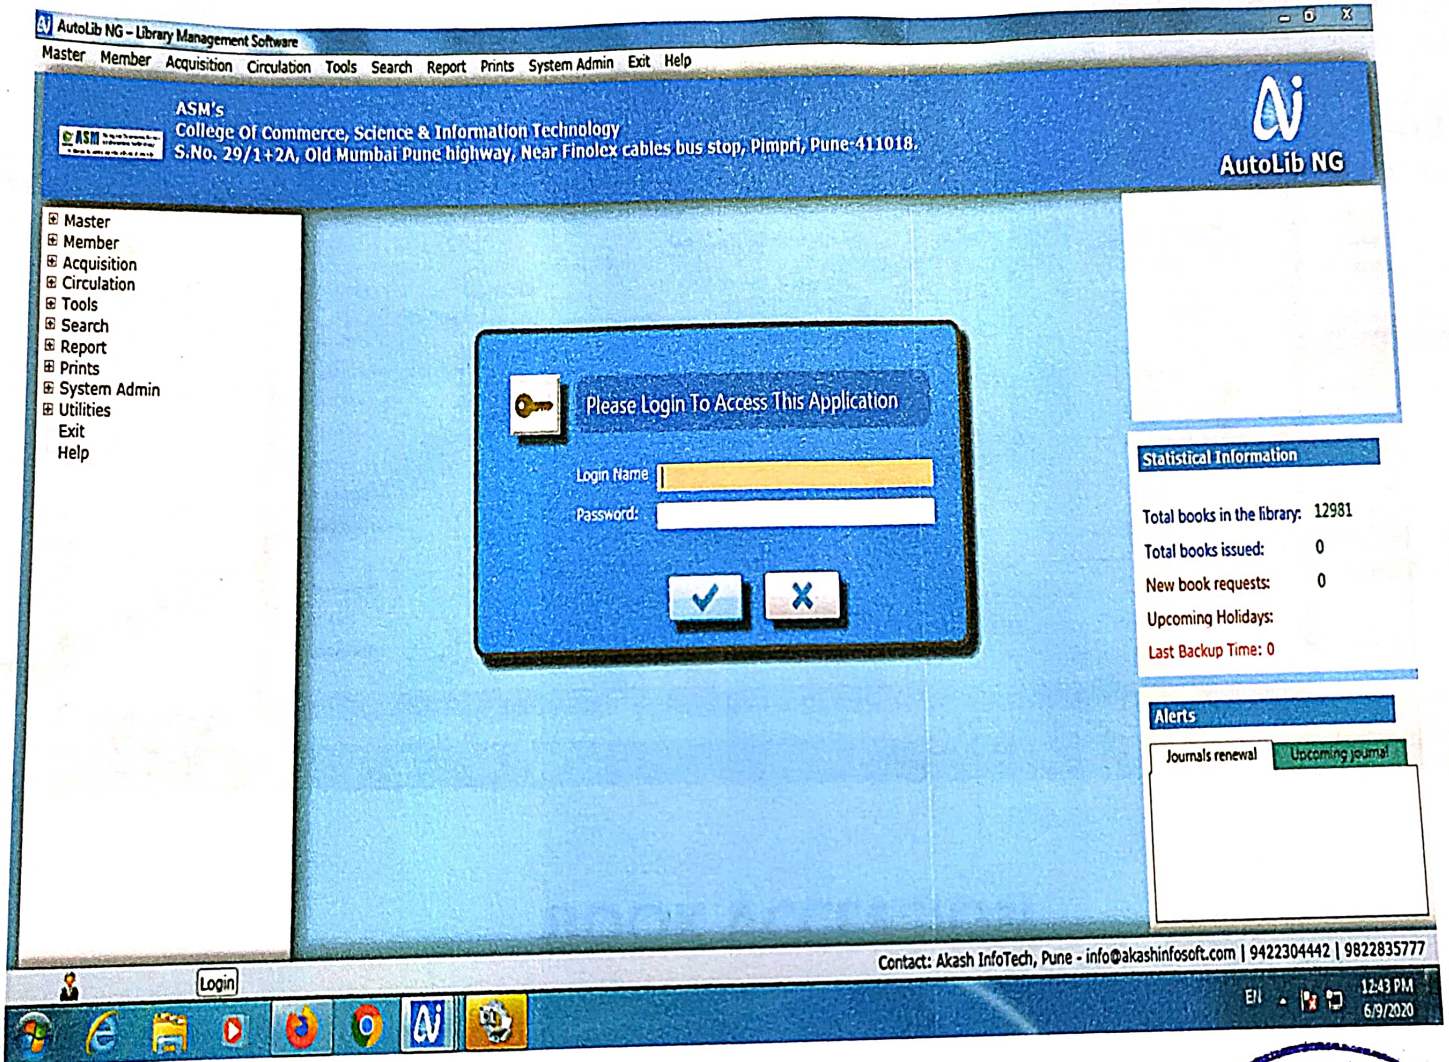 AutoLib NG – Library Management Software
Master Member Acquisition Circulation Tools Search Report Prints System Admin Exit Help
ASM's
College Of Commerce, Science & Information Technology
S.No. 29/1+2A, Old Mumbai Pune highway, Near Finolex cables bus stop, Pimpri, Pune-411018.
ASM
AutoLib NG
Master
Member
Acquisition
Circulation
Tools
Search
Report
Prints
System Admin
Utilities
Exit
Help
Please Login To Access This Application
Login Name
Password:
Statistical Information
Total books in the library: 12981
Total books issued: 0
New book requests: 0
Upcoming Holidays:
Last Backup Time: 0
Alerts
Journals renewal Upcoming journal
Contact: Akash InfoTech, Pune - info@akashinfosoft.com | 9422304442 | 9822835777
Login
EN
12:43 PM
6/9/2020